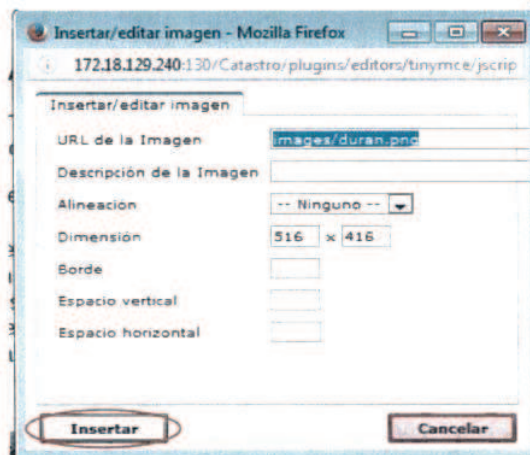 Insertar/editar imagen - Mozilla Firefox
172.18.129.240:130/Catastro/plugins/editors/tinymce/jscrip
Insertar/editar imagen
URL de la Imagen images/duran.png
Descripción de la Imagen
Alineación -- Ninguno --
Dimensión 516 x 416
Borde
Espacio vertical
Espacio horizontal
Insertar Cancelar